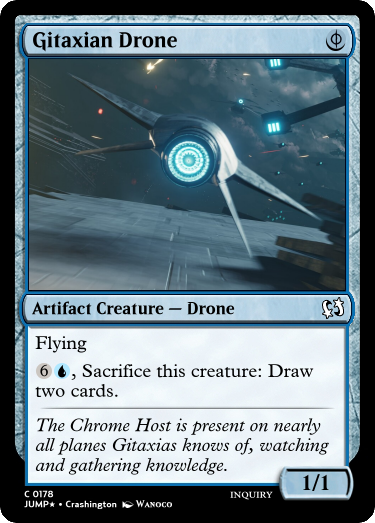 Gitaxian Drone
Artifact Creature — Drone
Flying
6, Sacrifice this creature: Draw
two cards.
The Chrome Host is present on nearly
all planes Gitaxias knows of, watching
and gathering knowledge.
1/1
C 0178
INQUIRY
JUMP★ • Crashington WANOCO